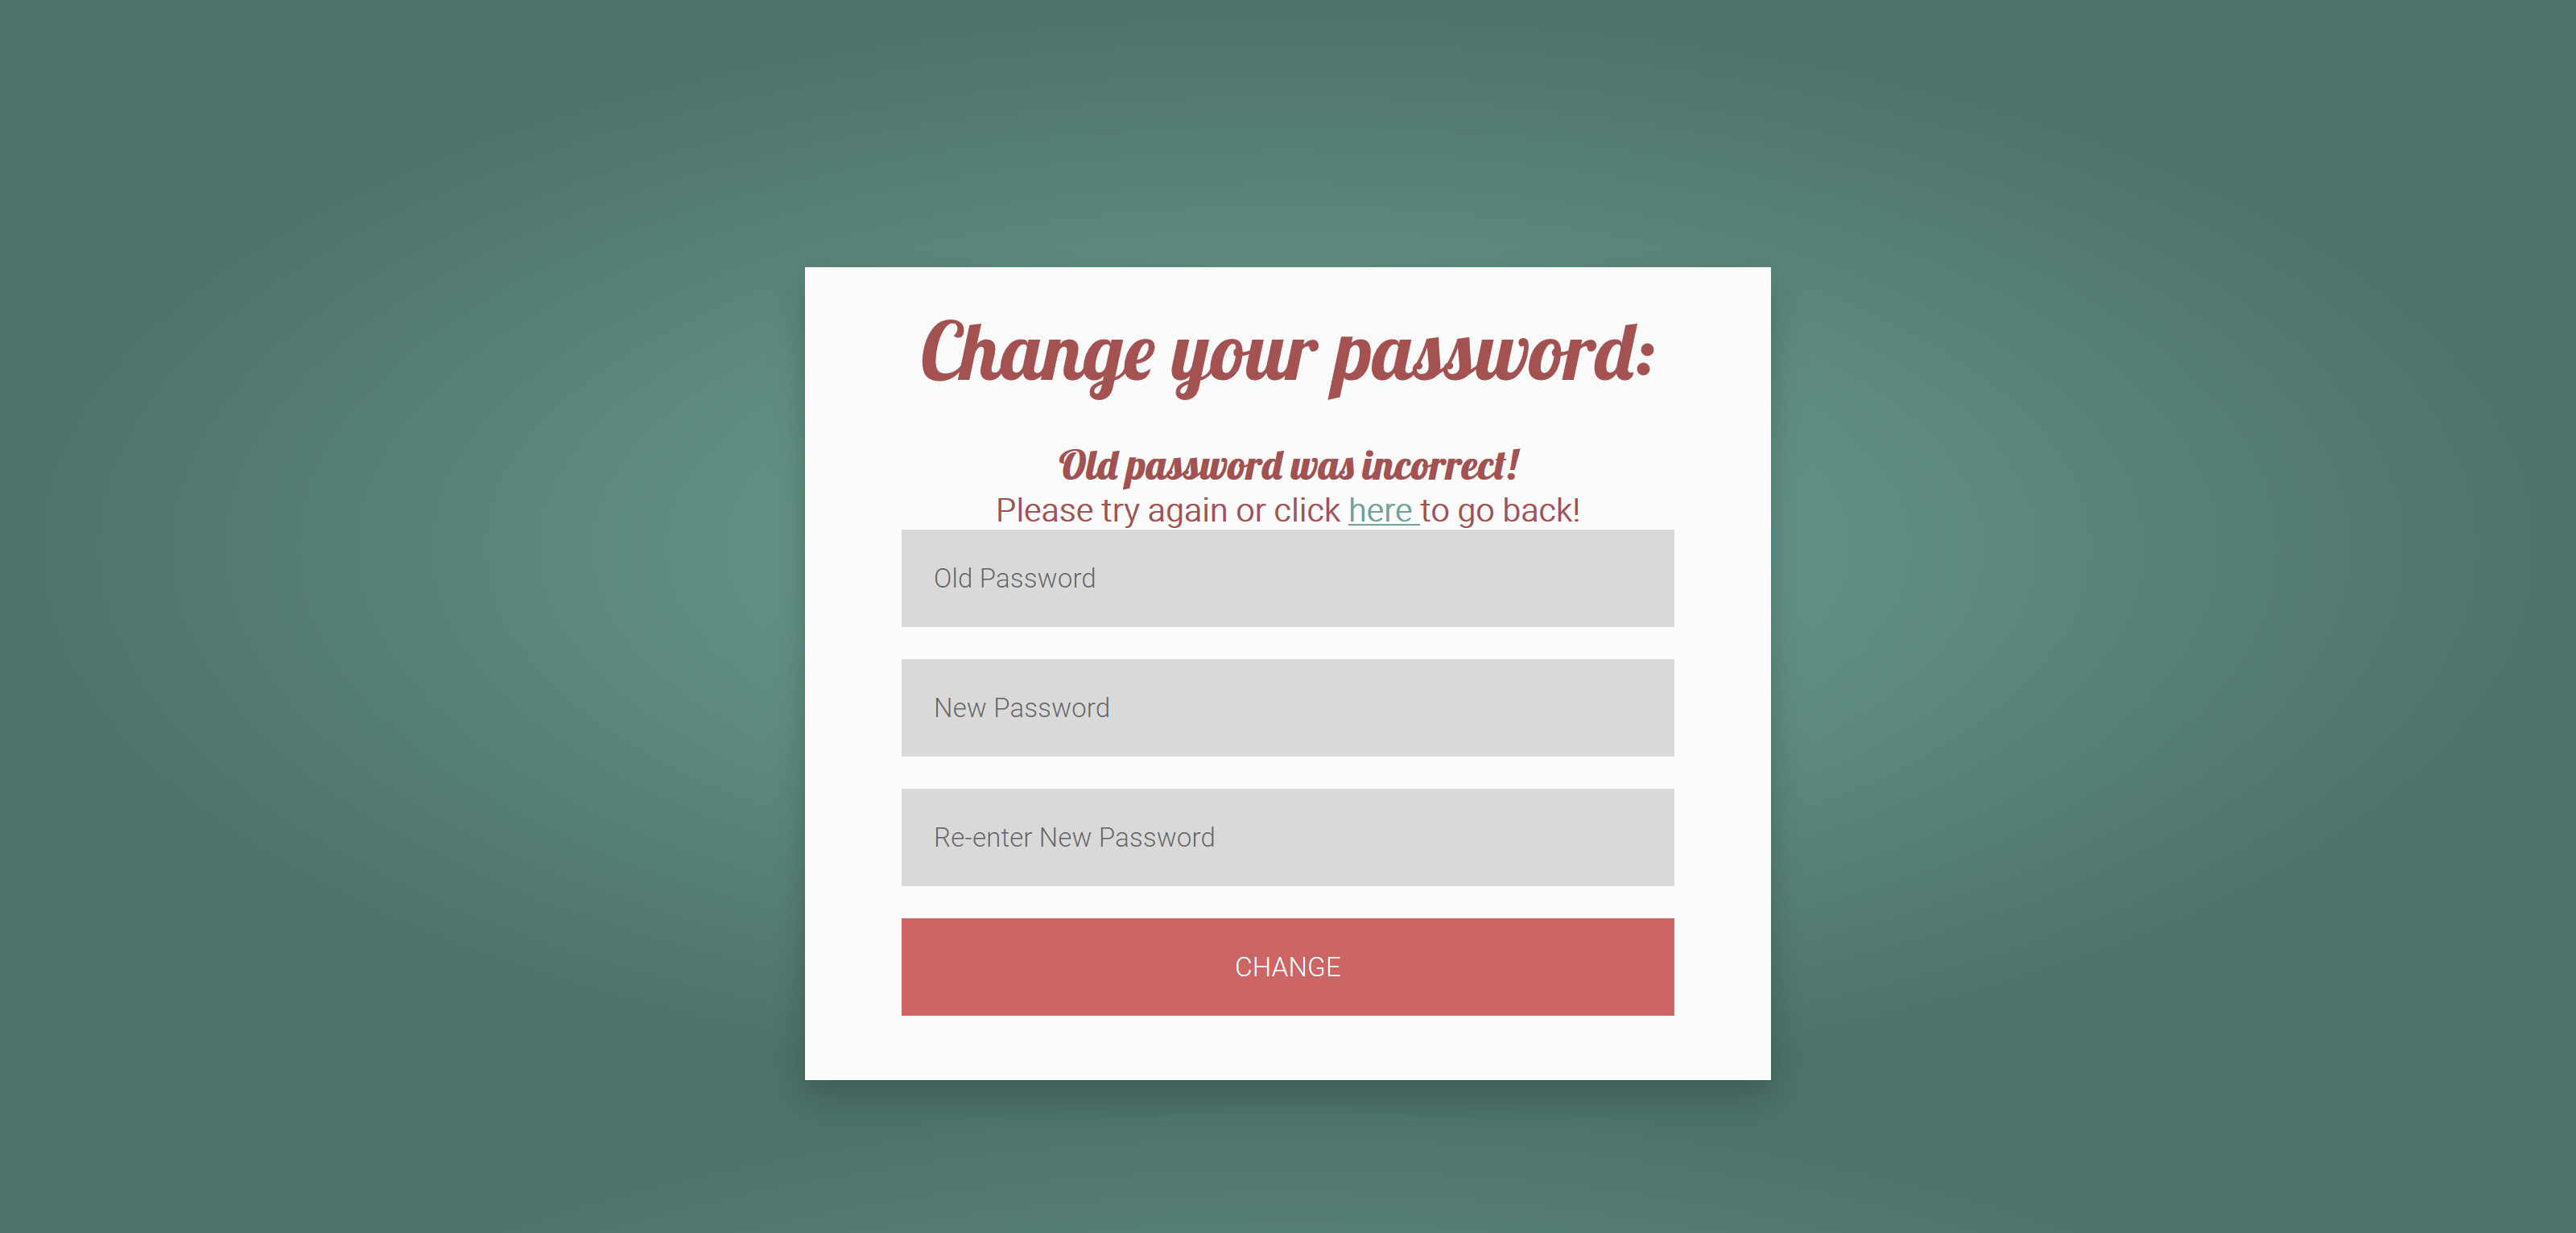 Change your password:
Old password was incorrect!
Please try again or click here to go back!
Old Password
New Password
Re-enter New Password
CHANGE